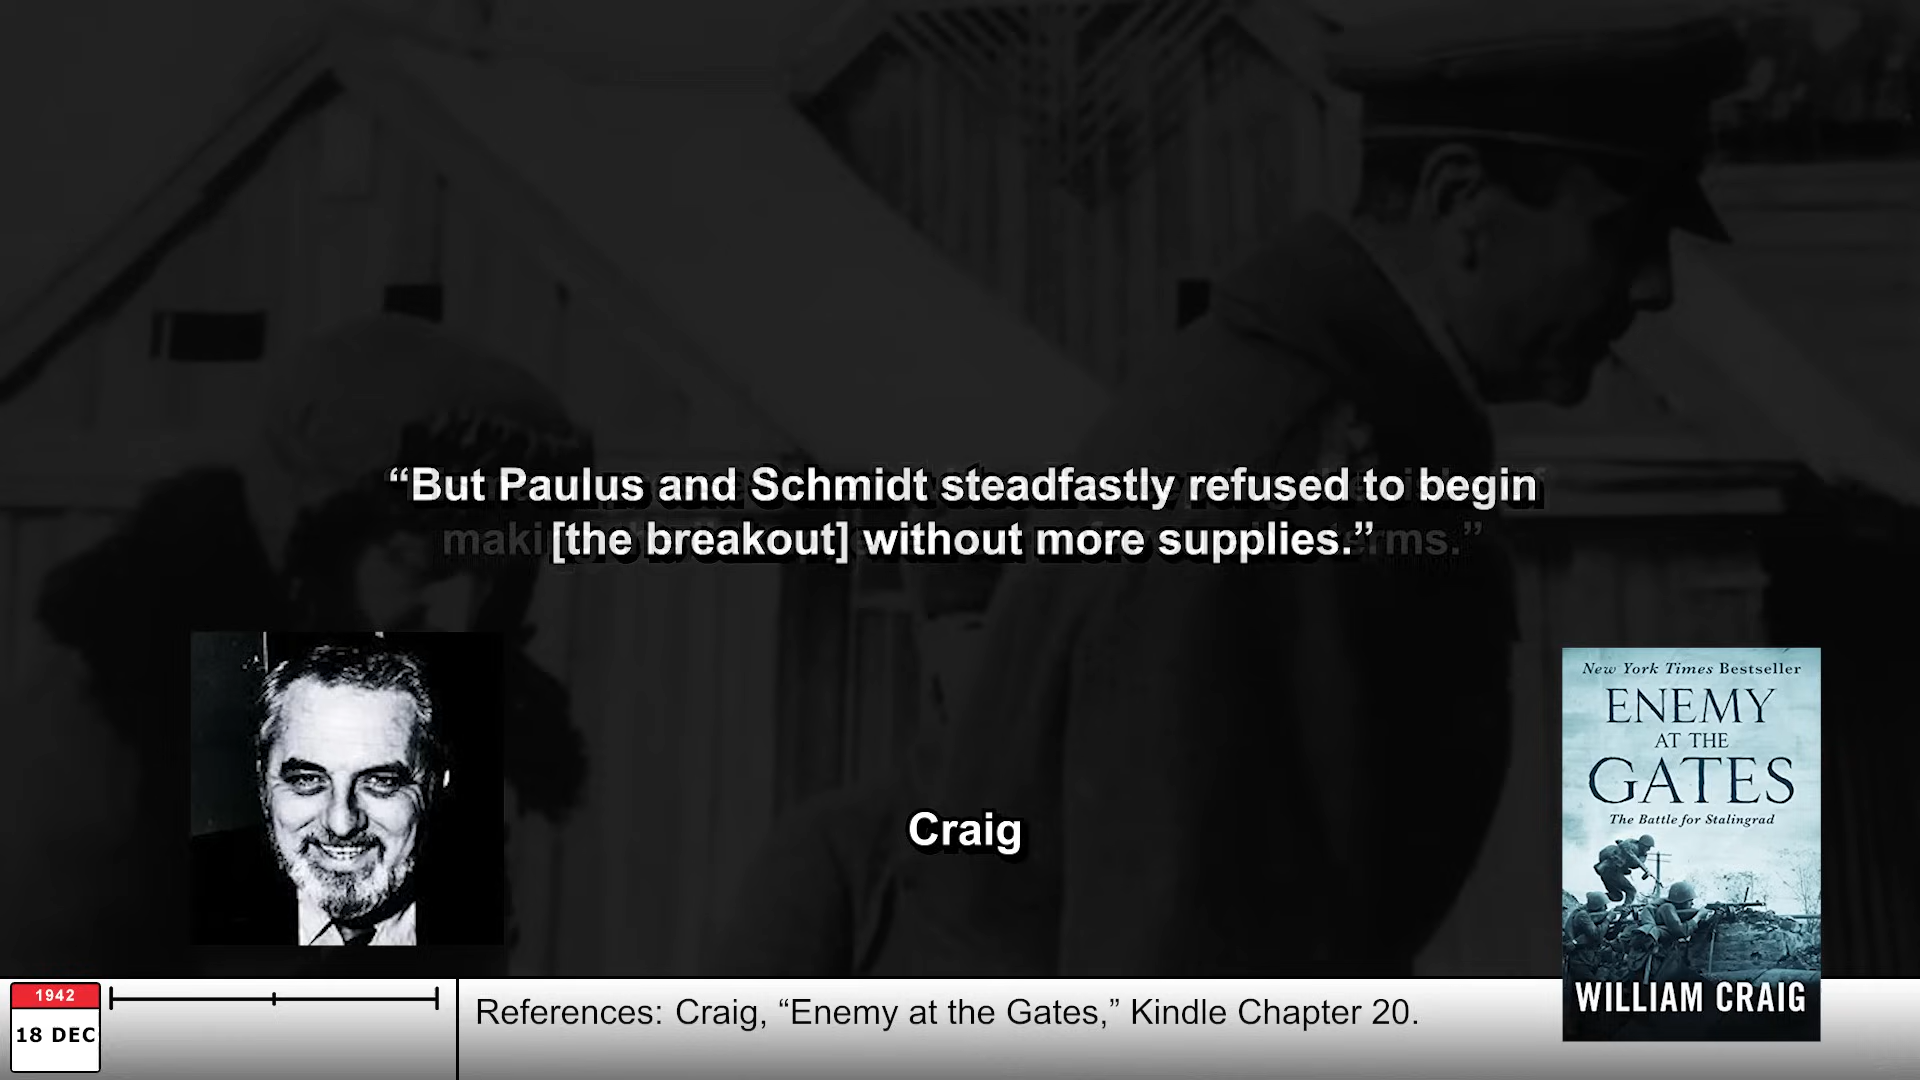 “But Paulus and Schmidt steadfastly refused to begin
[the breakout] without more supplies.”
Craig
New York Times Bestseller
ENEMY
AT THE
GATES
The Battle for Stalingrad
WILLIAM CRAIG
1942
18 DEC
References: Craig, “Enemy at the Gates,” Kindle Chapter 20.